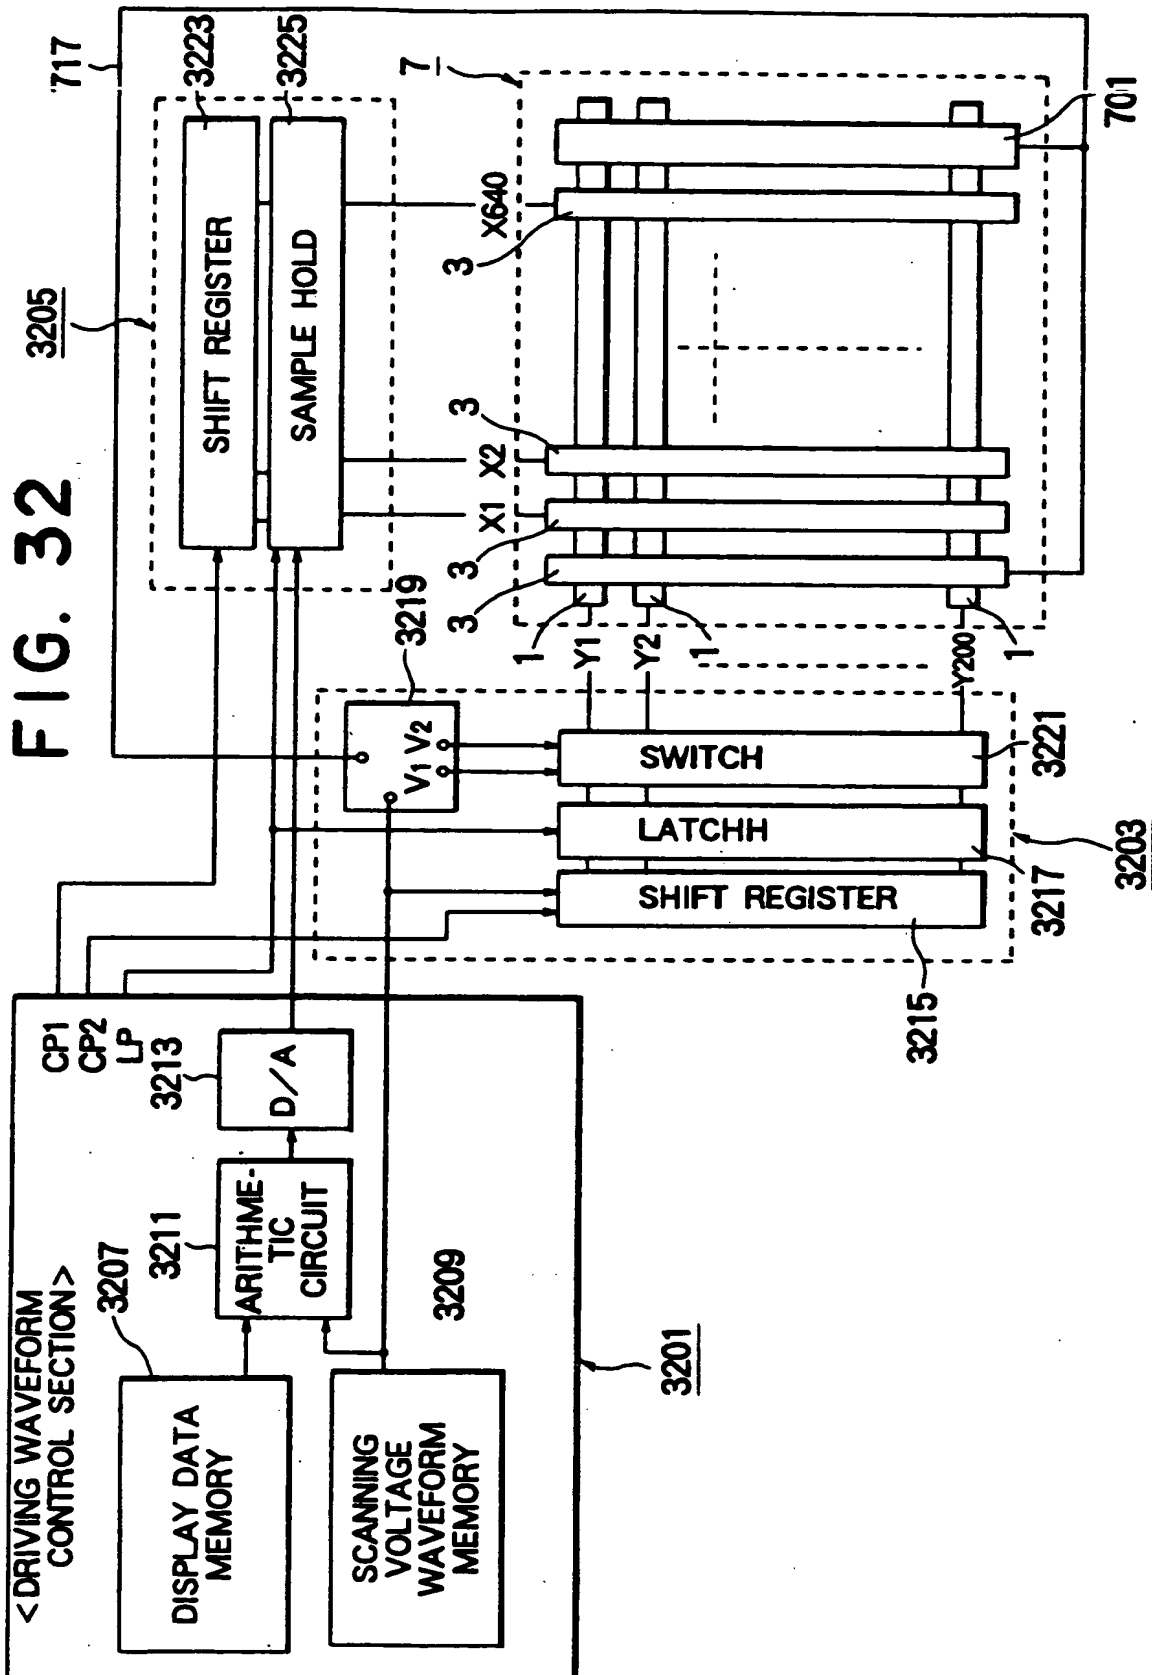 FIG. 32
<DRIVING WAVEFORM
CONTROL SECTION>
3207
DISPLAY DATA
MEMORY
SCANNING
VOLTAGE
WAVEFORM
MEMORY
3209
3211
ARITHME-
TIC
CIRCUIT
3213
D/A
CP1
CP2
LP
3201
3205
SHIFT REGISTER
3223
SAMPLE HOLD
3225
717
3219
V1 V2
SWITCH
LATCHH
SHIFT REGISTER
3221
3217
3215
3203
X1
X2
X640
Y1
Y2
Y200
1
1
1
3
3
3
3
7
701